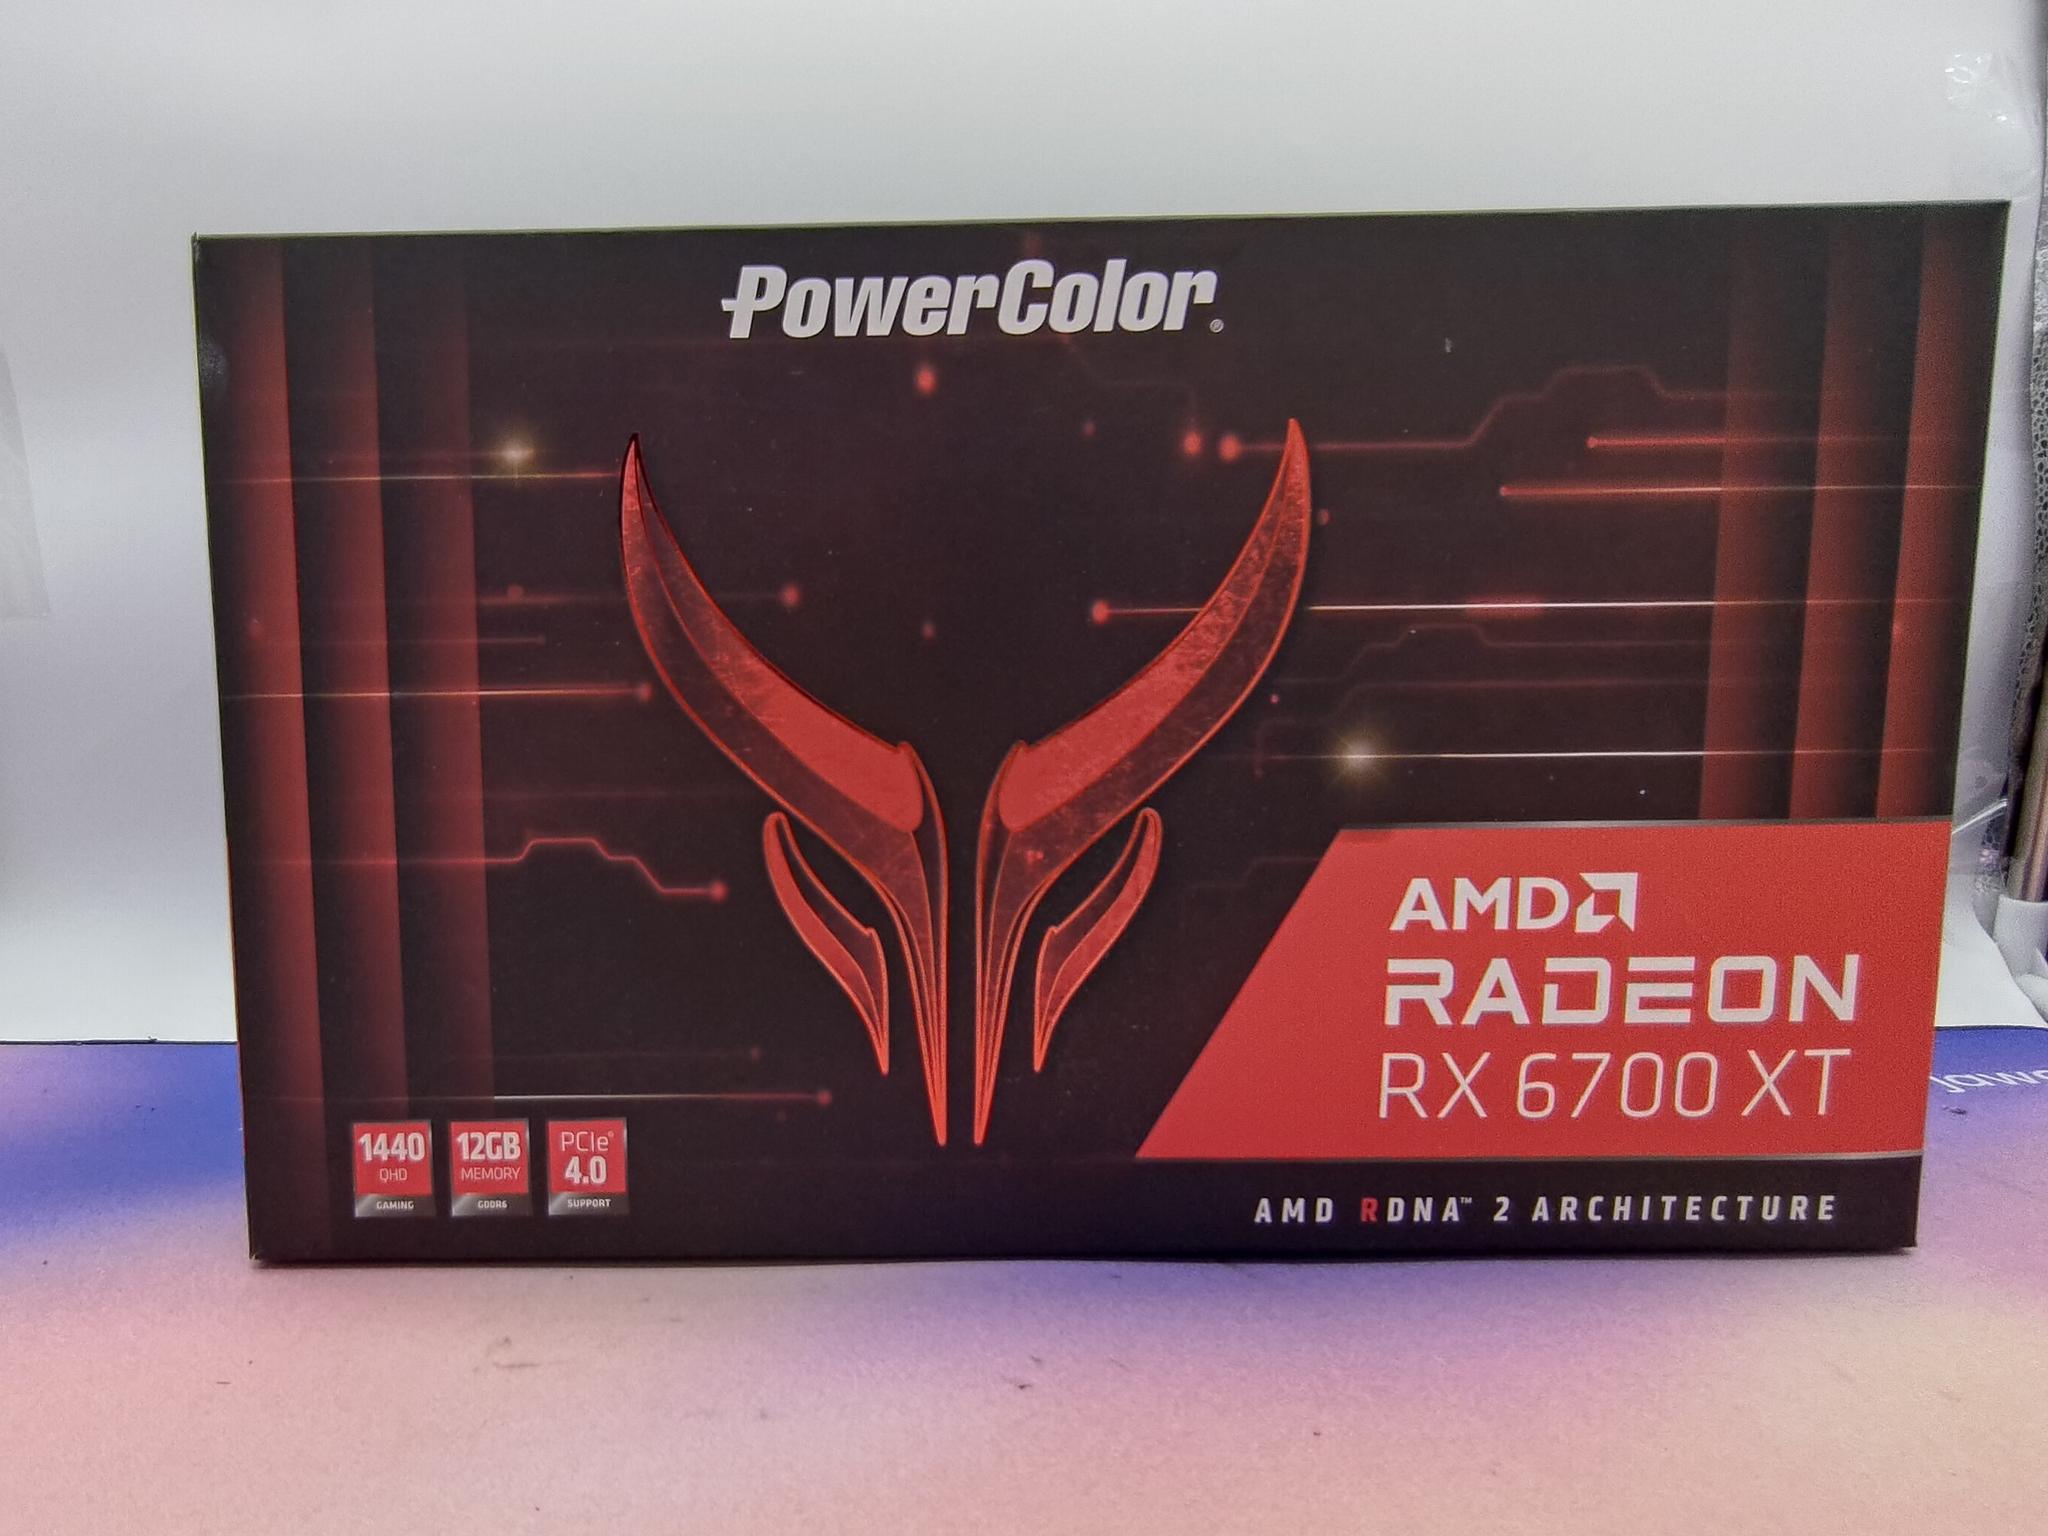 PowerColor®
AMD
RADEON
RX 6700 XT
1440
QHD
GAMING
12GB
MEMORY
GDDR6
PCIe®
4.0
SUPPORT
AMD RDNA™ 2 ARCHITECTURE